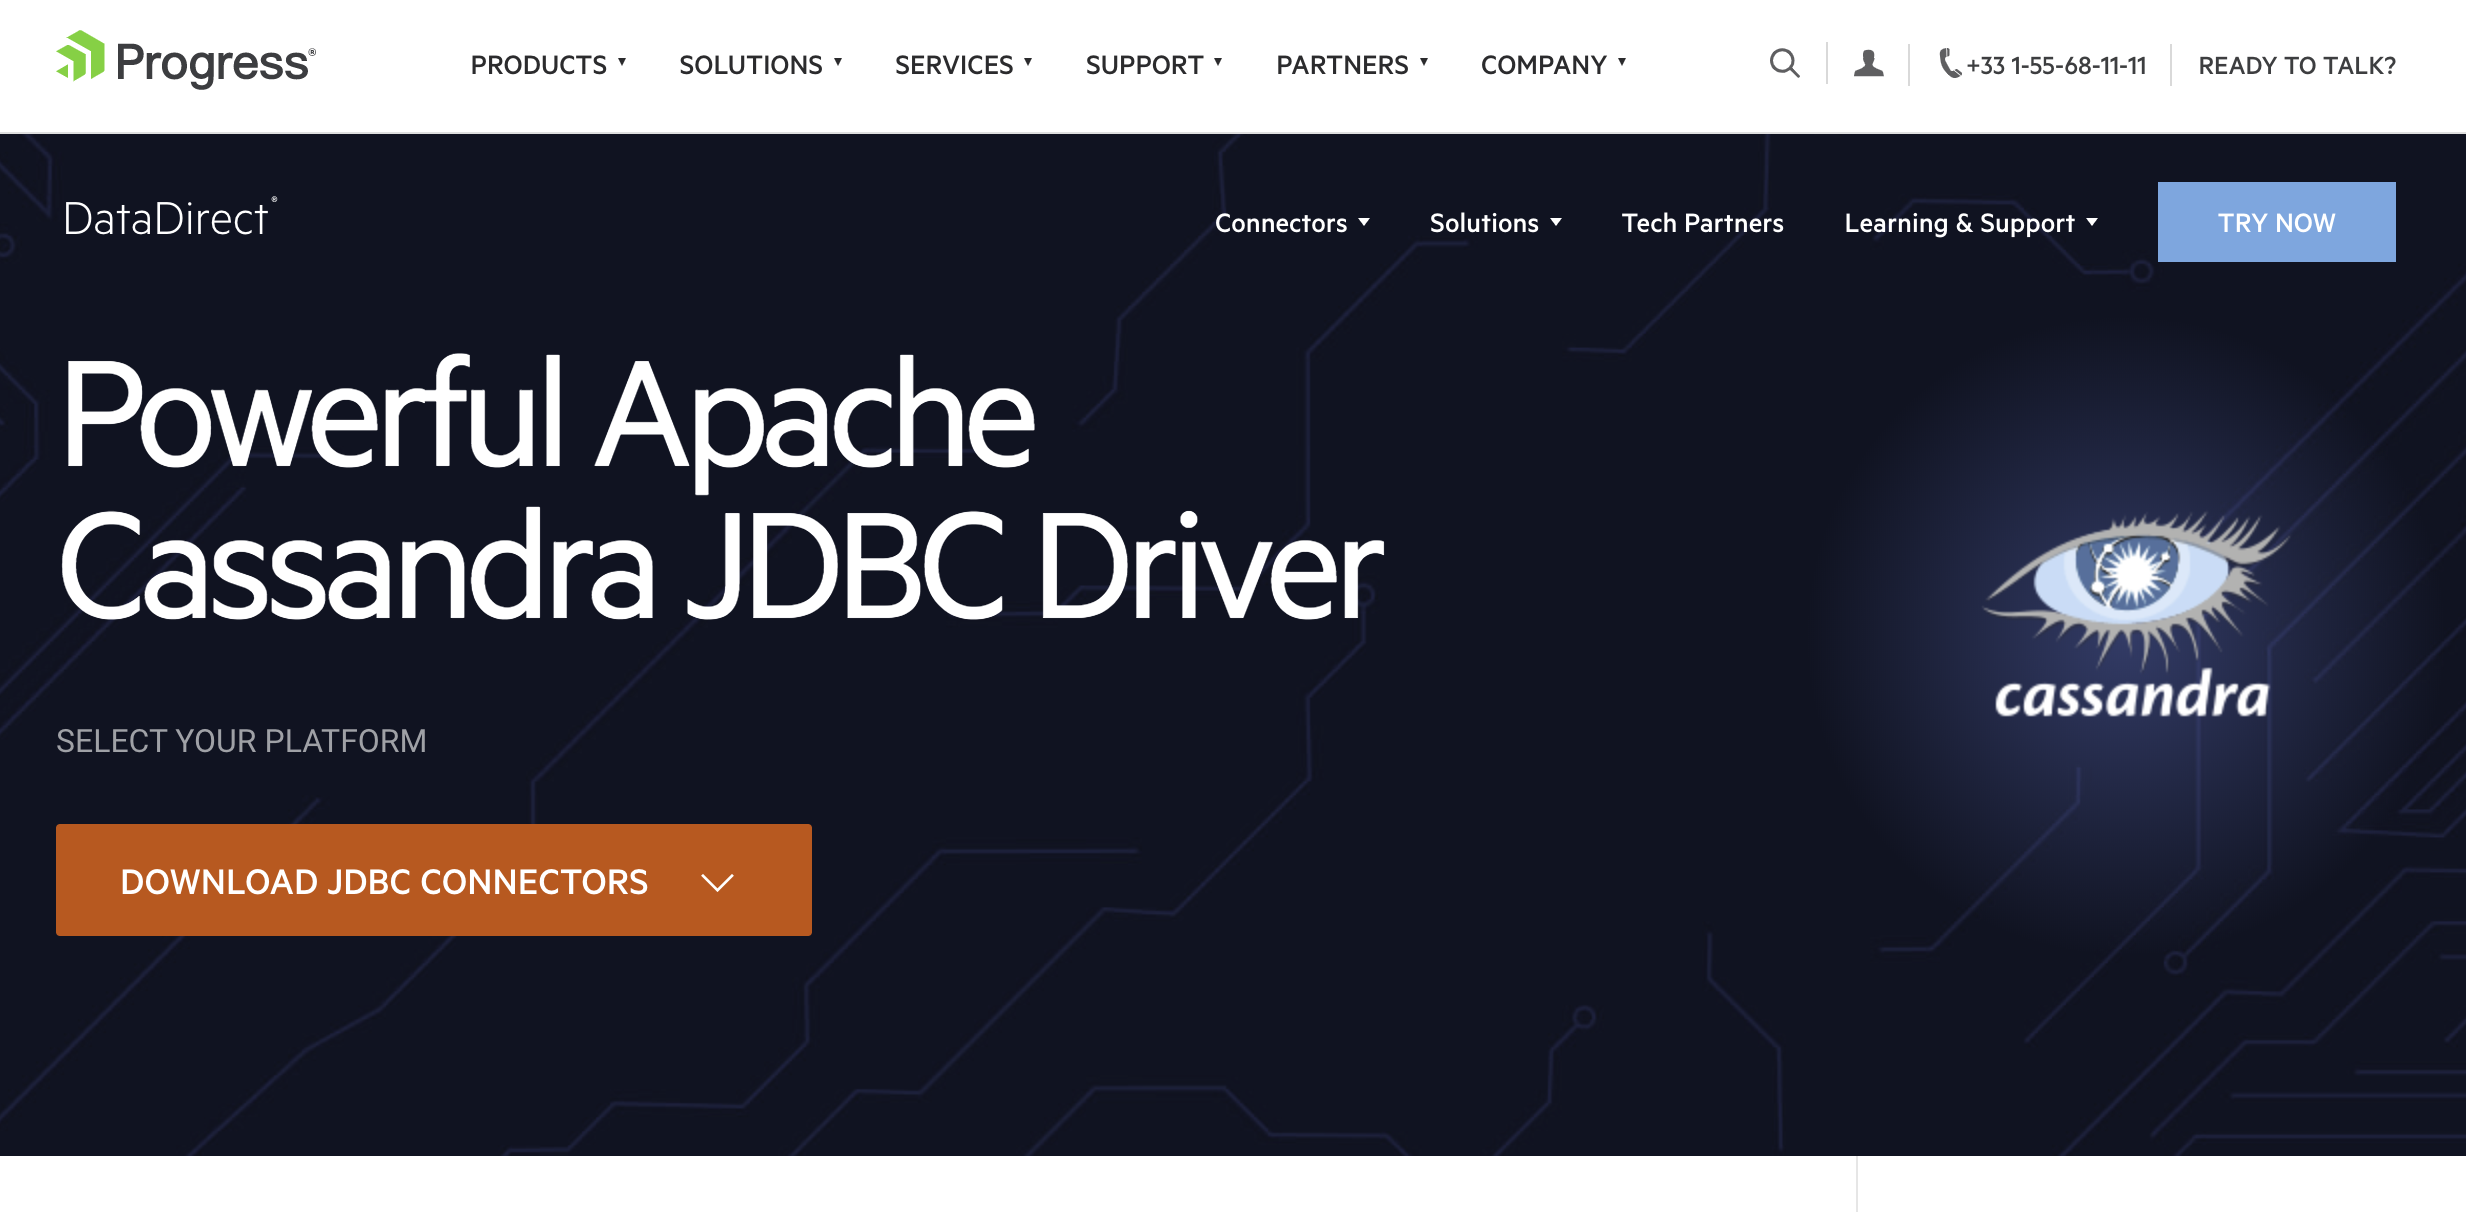 Progress®
PRODUCTS ▼ SOLUTIONS ▼ SERVICES ▼ SUPPORT ▼ PARTNERS ▼ COMPANY ▼ +33 1-55-68-11-11 READY TO TALK?
DataDirect®
Connectors ▼ Solutions ▼ Tech Partners Learning & Support ▼ TRY NOW
Powerful Apache
Cassandra JDBC Driver
cassandra
SELECT YOUR PLATFORM
DOWNLOAD JDBC CONNECTORS